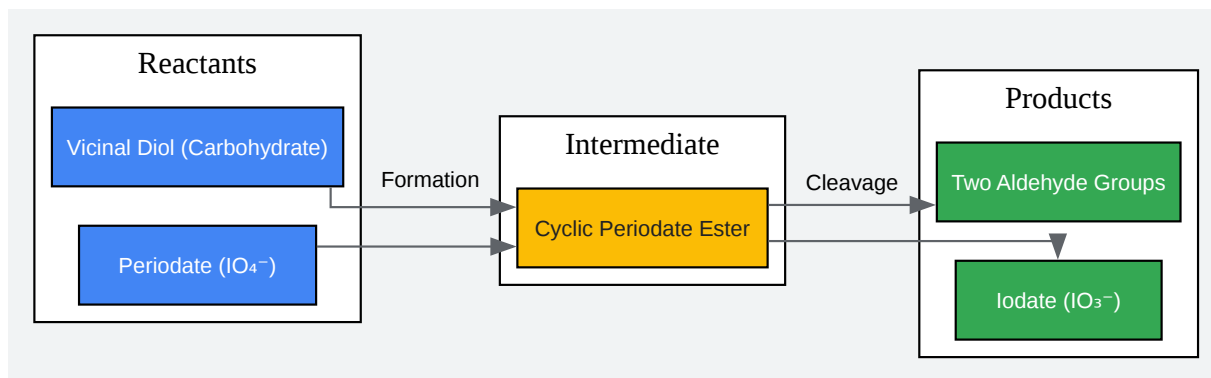 Reactants
Vicinal Diol (Carbohydrate)
Periodate (IO₄⁻)
Formation
Intermediate
Cyclic Periodate Ester
Cleavage
Products
Two Aldehyde Groups
Iodate (IO₃⁻)